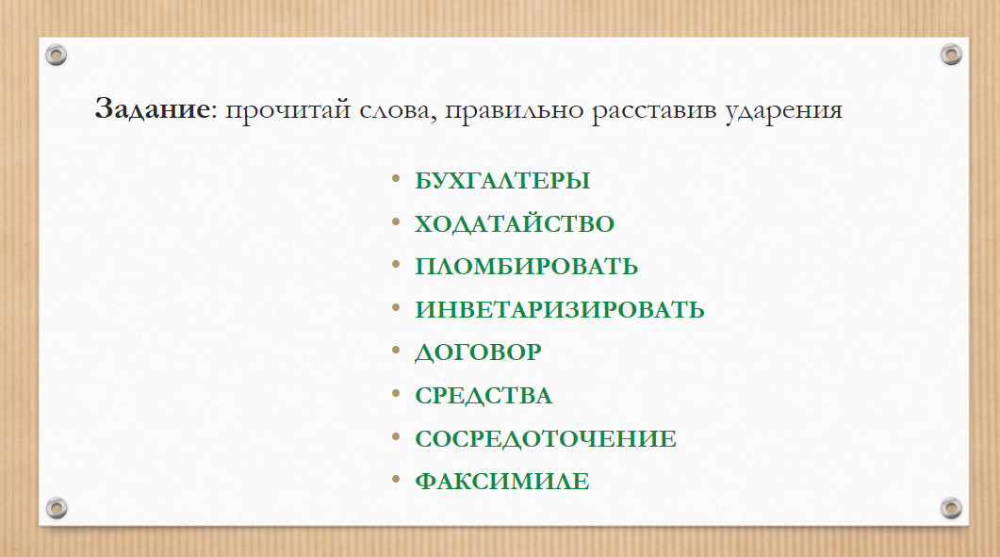 Задание: прочитай слова, правильно расставив ударения
• БУХГАЛТЕРЫ
• ХОДАТАЙСТВО
• ПЛОМБИРОВАТЬ
• ИНВЕТАРИЗИРОВАТЬ
• ДОГОВОР
• СРЕДСТВА
• СОСРЕДОТОЧЕНИЕ
• ФАКСИМИЛЕ